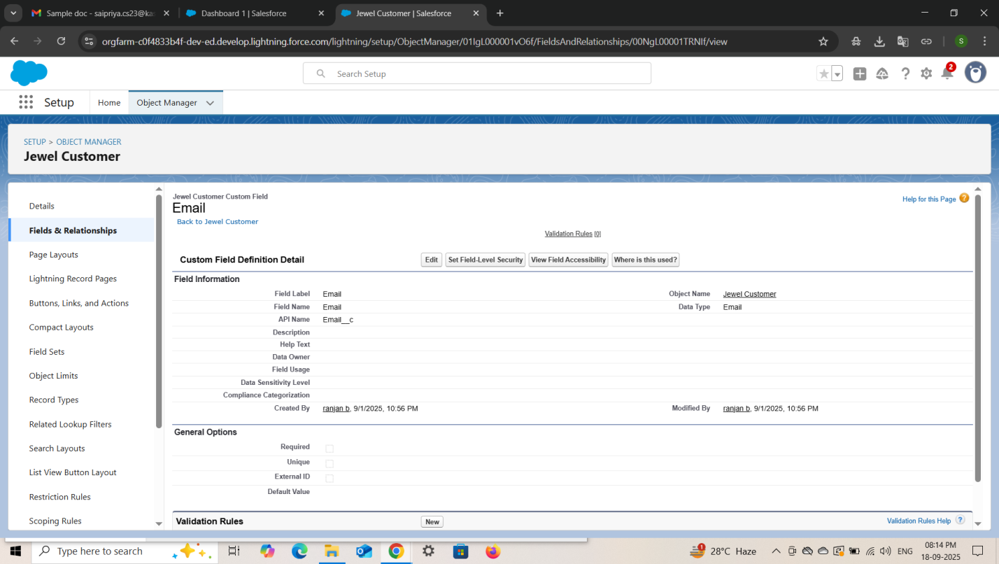 Sample doc - saipriya.cs23@ka
Dashboard 1 | Salesforce
Jewel Customer | Salesforce
orgfarm-c0f4833b4f-dev-ed.develop.lightning.force.com/lightning/setup/ObjectManager/01IgL000001vO6f/FieldsAndRelationships/00NgL00001TRNIf/view
S
Search Setup
2
Setup
Home
Object Manager
SETUP > OBJECT MANAGER
Jewel Customer
Details
Fields & Relationships
Page Layouts
Lightning Record Pages
Buttons, Links, and Actions
Compact Layouts
Field Sets
Object Limits
Record Types
Related Lookup Filters
Search Layouts
List View Button Layout
Restriction Rules
Scoping Rules
Jewel Customer Custom Field
Email
Back to Jewel Customer
Help for this Page ?
Validation Rules [0]
Custom Field Definition Detail
Edit
Set Field-Level Security
View Field Accessibility
Where is this used?
Field Information
Field Label Email
Object Name Jewel Customer
Field Name Email
Data Type Email
API Name Email__c
Description
Help Text
Data Owner
Field Usage
Data Sensitivity Level
Compliance Categorization
Created By ranjan b, 9/1/2025, 10:56 PM
Modified By ranjan b, 9/1/2025, 10:56 PM
General Options
Required
Unique
External ID
Default Value
Validation Rules
New
Validation Rules Help ?
Type here to search
1
28°C Haze
ENG
08:14 PM
18-09-2025